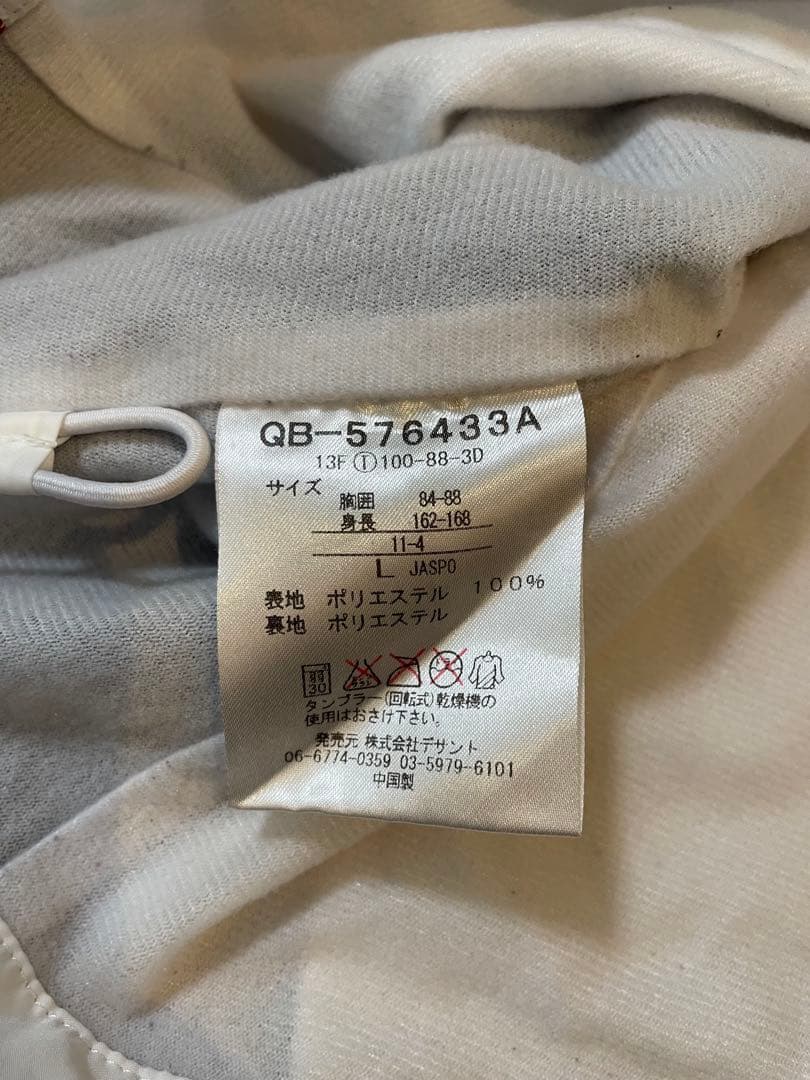 QB-576433A
13F Ⓣ100-88-3D
サイズ
胸囲 84-88
身長 162-168
11-4
L JASPO
表地 ポリエステル 100%
裏地 ポリエステル
弱 30
タンブラー(回転式)乾燥機の
使用はおさけ下さい。
発売元 株式会社デサント
06-6774-0359 03-5979-6101
中国製